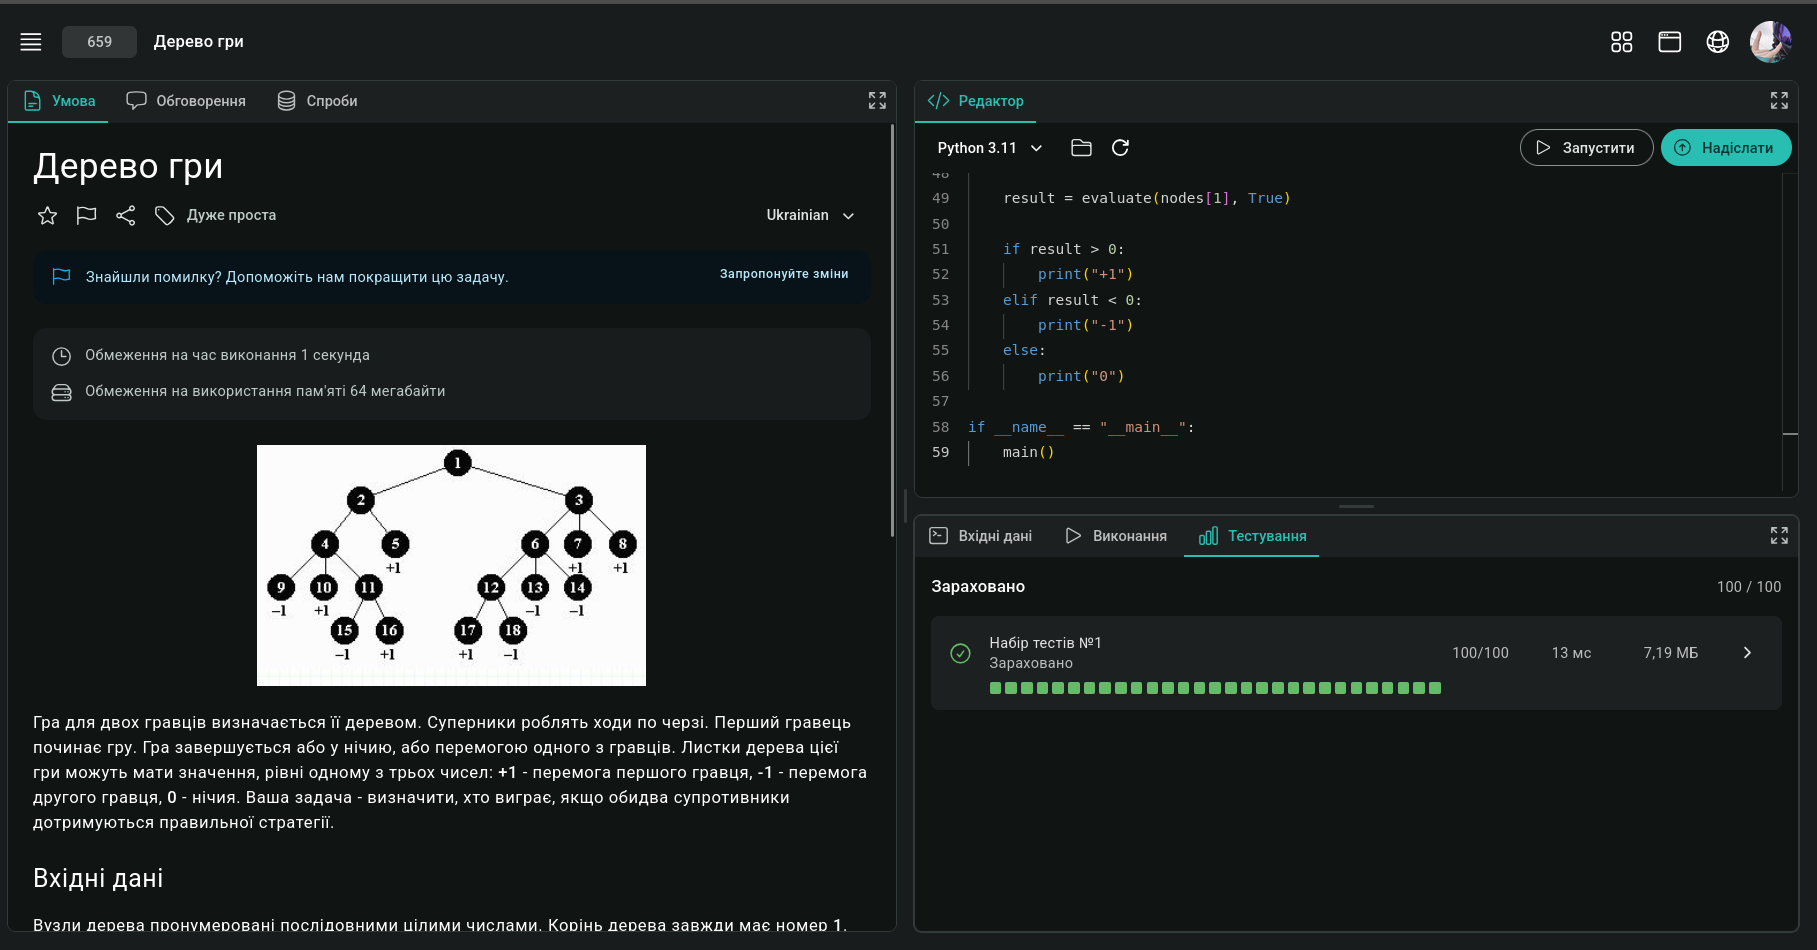 659 Дерево гри
Умова Обговорення Спроби
Дерево гри
Дуже проста Ukrainian
Знайшли помилку? Допоможіть нам покращити цю задачу. Запропонуйте зміни
Обмеження на час виконання 1 секунда
Обмеження на використання пам'яті 64 мегабайти
1
2 3
4 5 6 7 8
+1 +1 +1
9 10 11 12 13 14
–1 +1 –1 –1
15 16 17 18
–1 +1 +1 –1
Гра для двох гравців визначається її деревом. Суперники роблять ходи по черзі. Перший гравець
починає гру. Гра завершується або у нічию, або перемогою одного з гравців. Листки дерева цієї
гри можуть мати значення, рівні одному з трьох чисел: +1 - перемога першого гравця, -1 - перемога
другого гравця, 0 - нічия. Ваша задача - визначити, хто виграє, якщо обидва супротивники
дотримуються правильної стратегії.
Вхідні дані
Вузли дерева пронумеровані послідовними цілими числами. Корінь дерева завжди має номер 1.
Редактор
Python 3.11 Запустити Надіслати
48
49 result = evaluate(nodes[1], True)
50
51 if result > 0:
52 print("+1")
53 elif result < 0:
54 print("-1")
55 else:
56 print("0")
57
58 if __name__ == "__main__":
59 main()
Вхідні дані Виконання Тестування
Зараховано 100 / 100
Набір тестів №1
Зараховано
100/100 13 мс 7,19 МБ